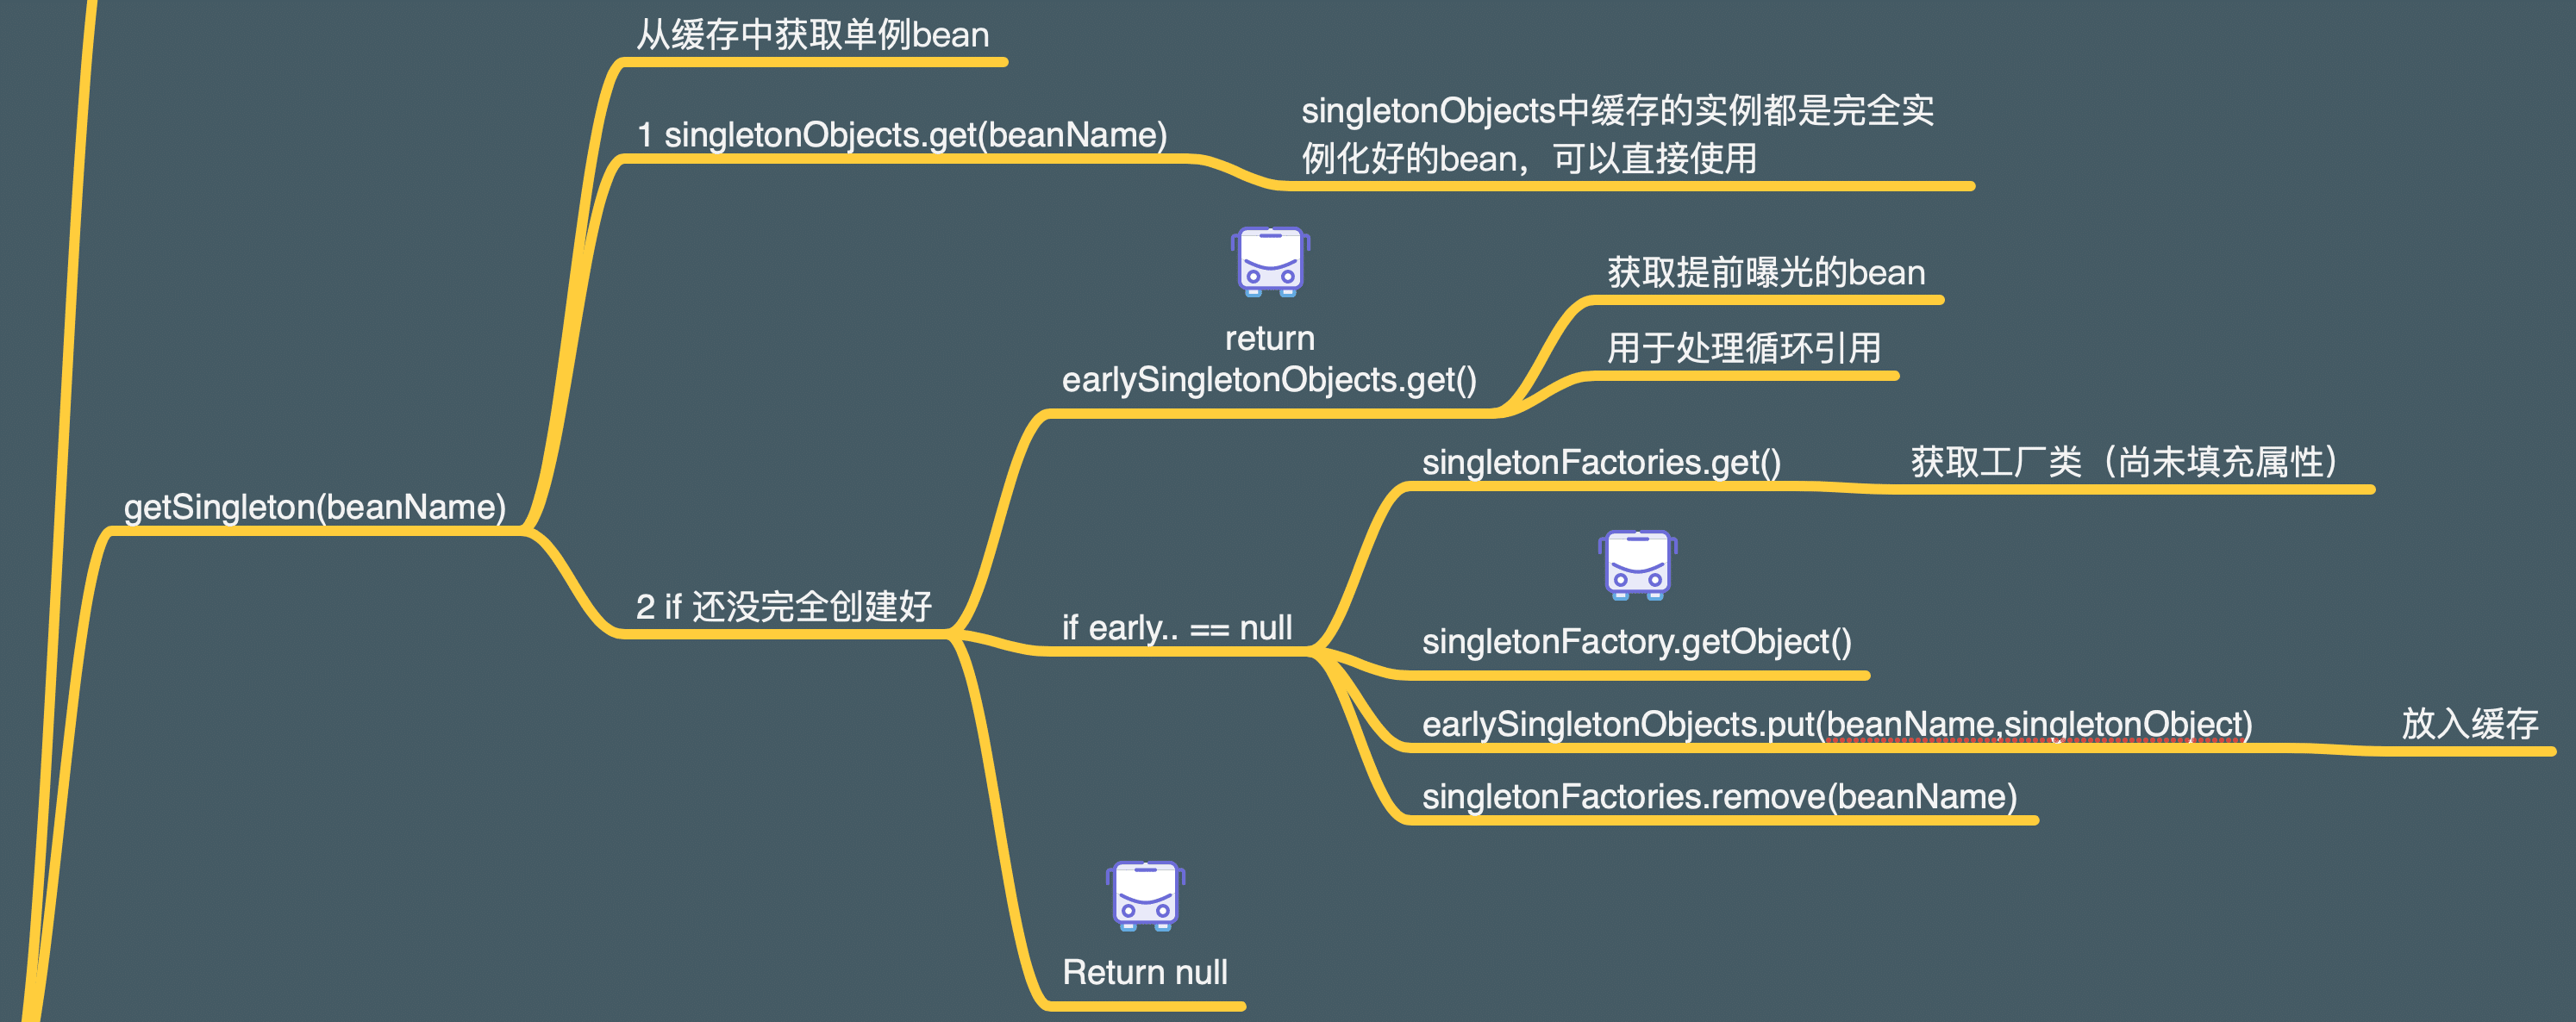 从缓存中获取单例bean
1 singletonObjects.get(beanName)
singletonObjects中缓存的实例都是完全实
例化好的bean，可以直接使用
getSingleton(beanName)
2 if 还没完全创建好
return
earlySingletonObjects.get()
获取提前曝光的bean
用于处理循环引用
if early.. == null
singletonFactories.get()
获取工厂类（尚未填充属性）
singletonFactory.getObject()
earlySingletonObjects.put(beanName,singletonObject)
放入缓存
singletonFactories.remove(beanName)
Return null